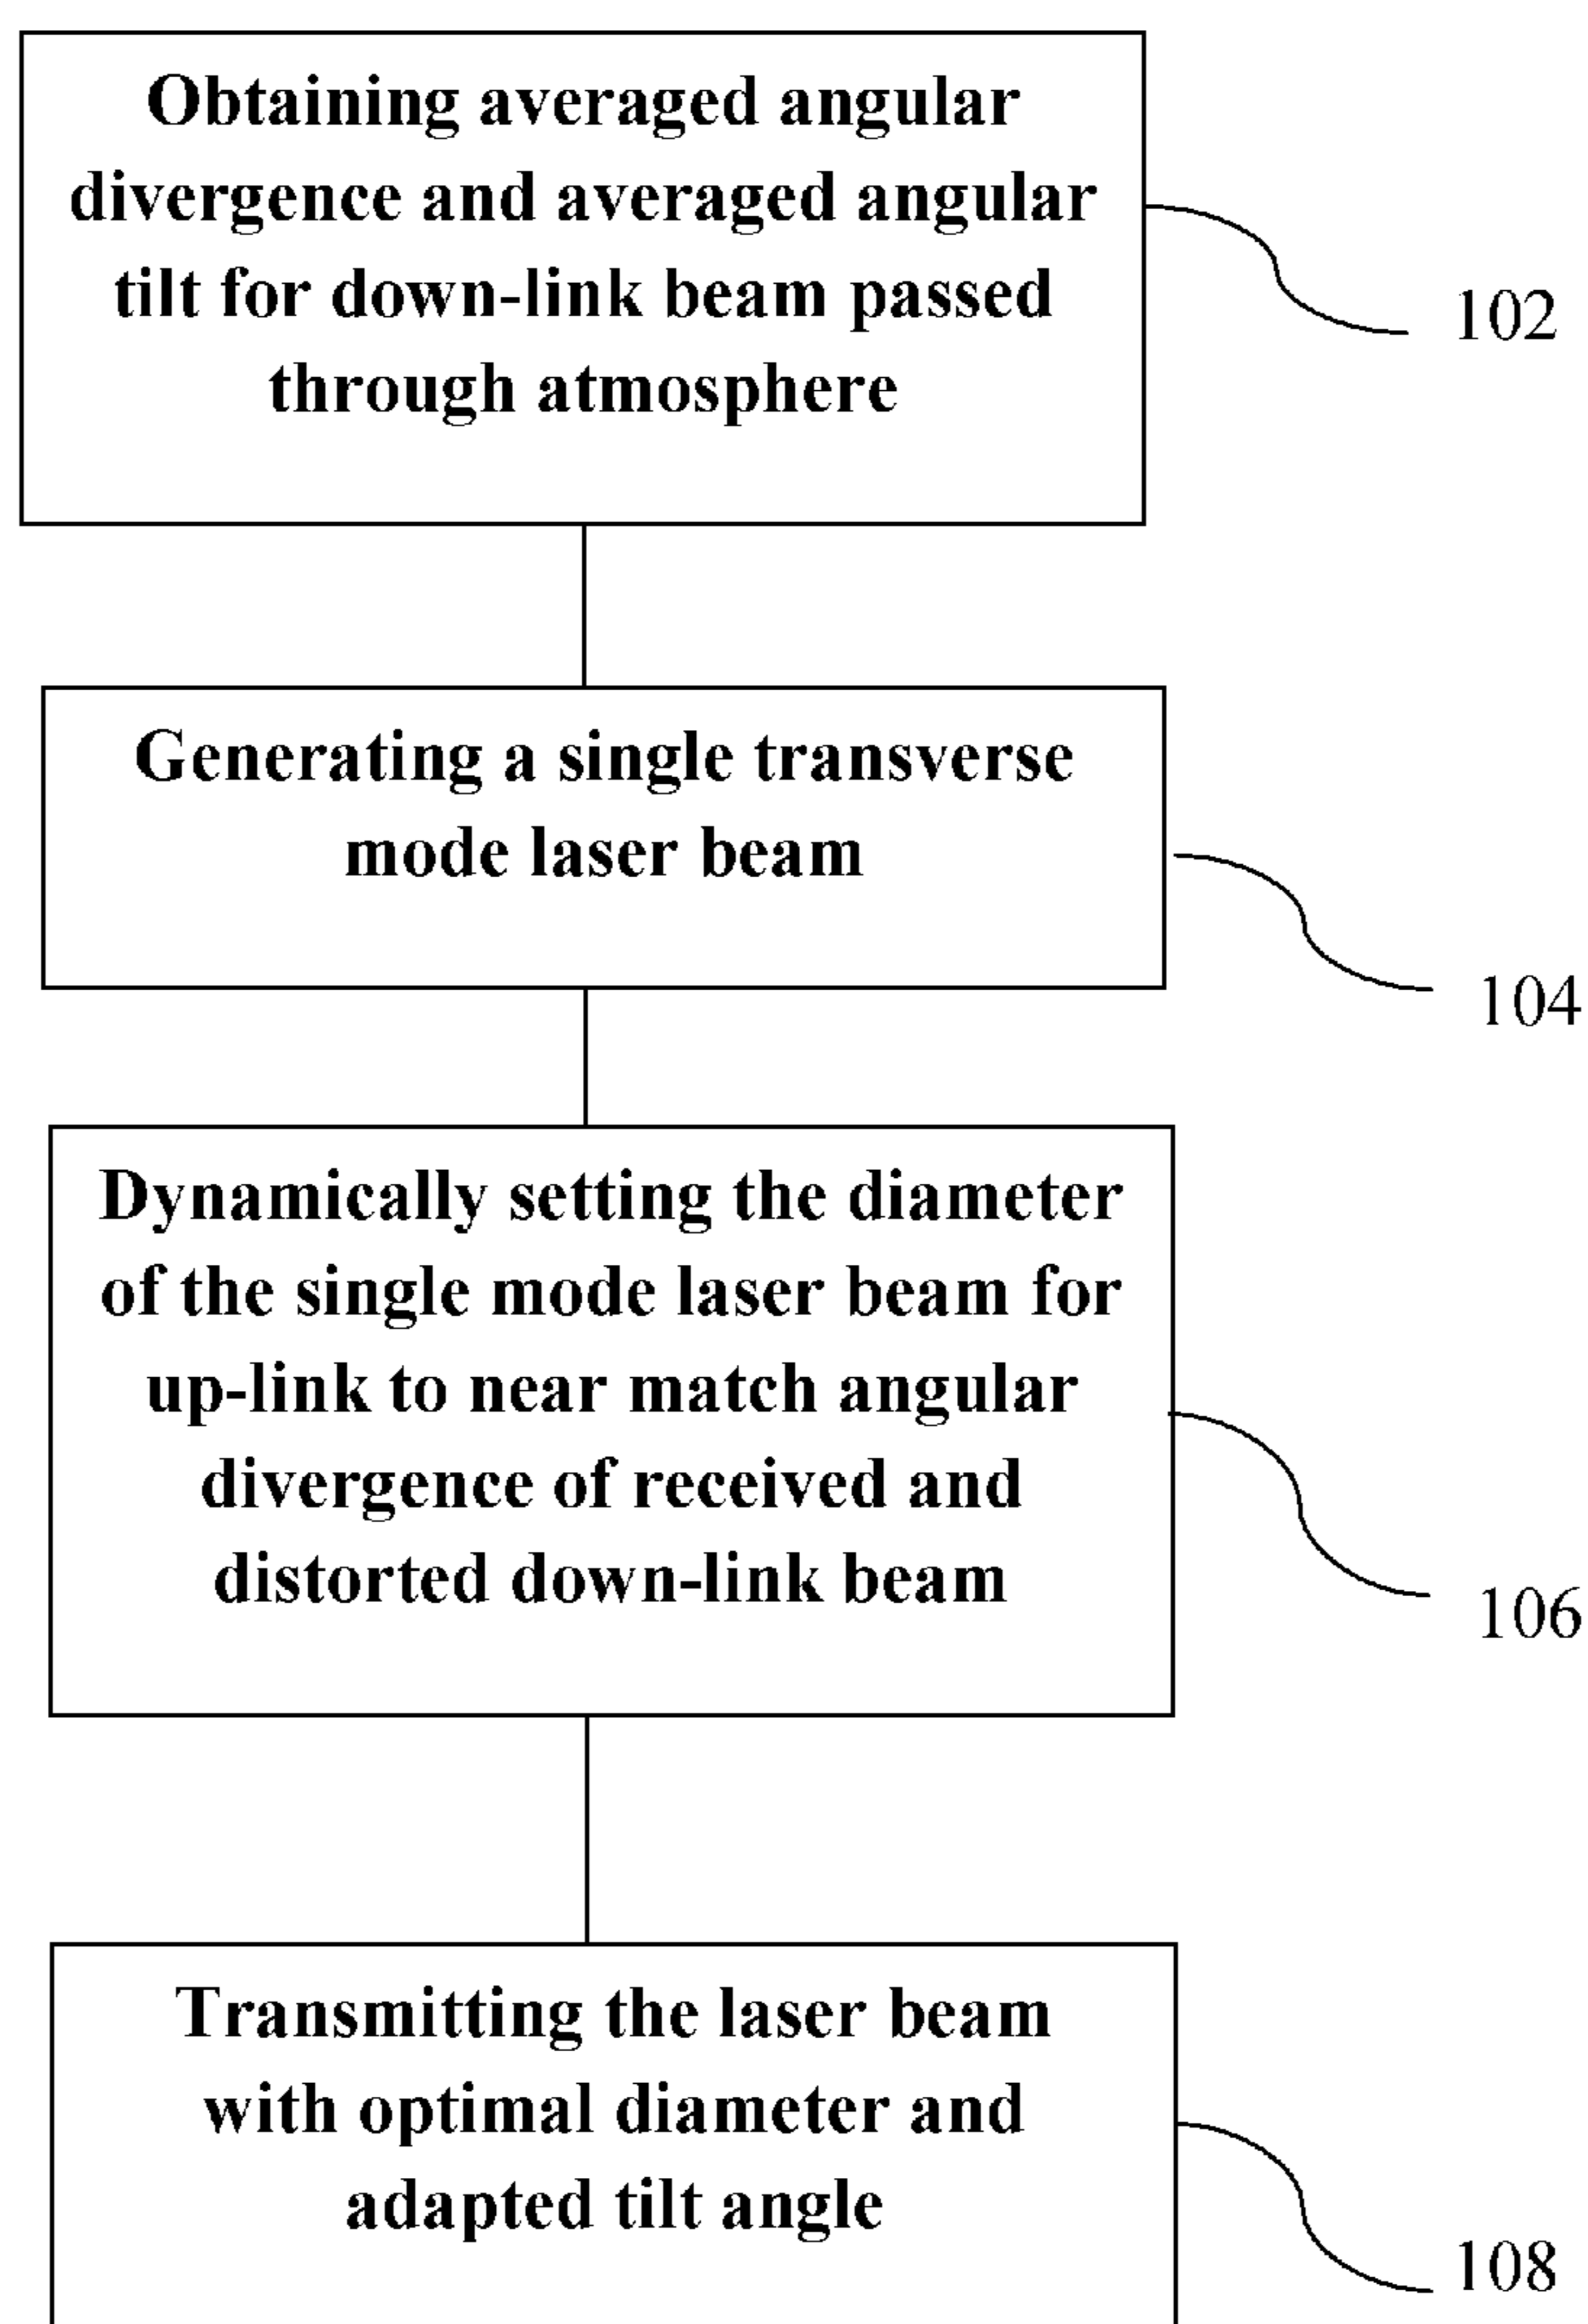 Obtaining averaged angular
divergence and averaged angular
tilt for down-link beam passed
through atmosphere
102
Generating a single transverse
mode laser beam
104
Dynamically setting the diameter
of the single mode laser beam for
up-link to near match angular
divergence of received and
distorted down-link beam
106
Transmitting the laser beam
with optimal diameter and
adapted tilt angle
108